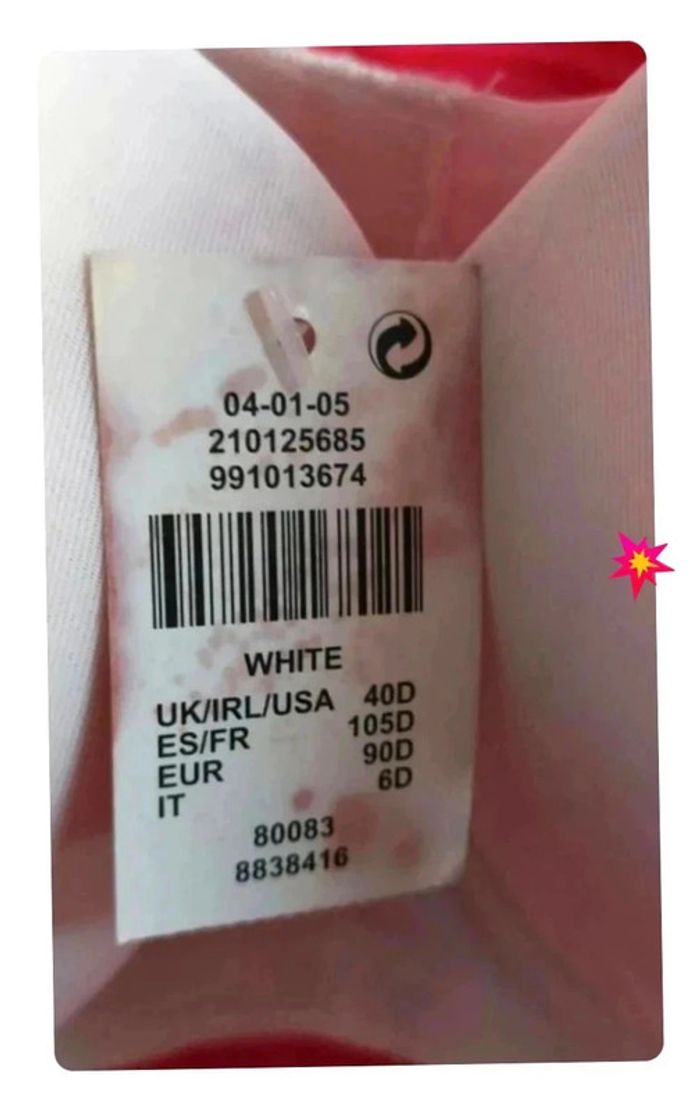 04-01-05
210125685
991013674
WHITE
UK/IRL/USA 40D
ES/FR 105D
EUR 90D
IT 6D
80083
8838416